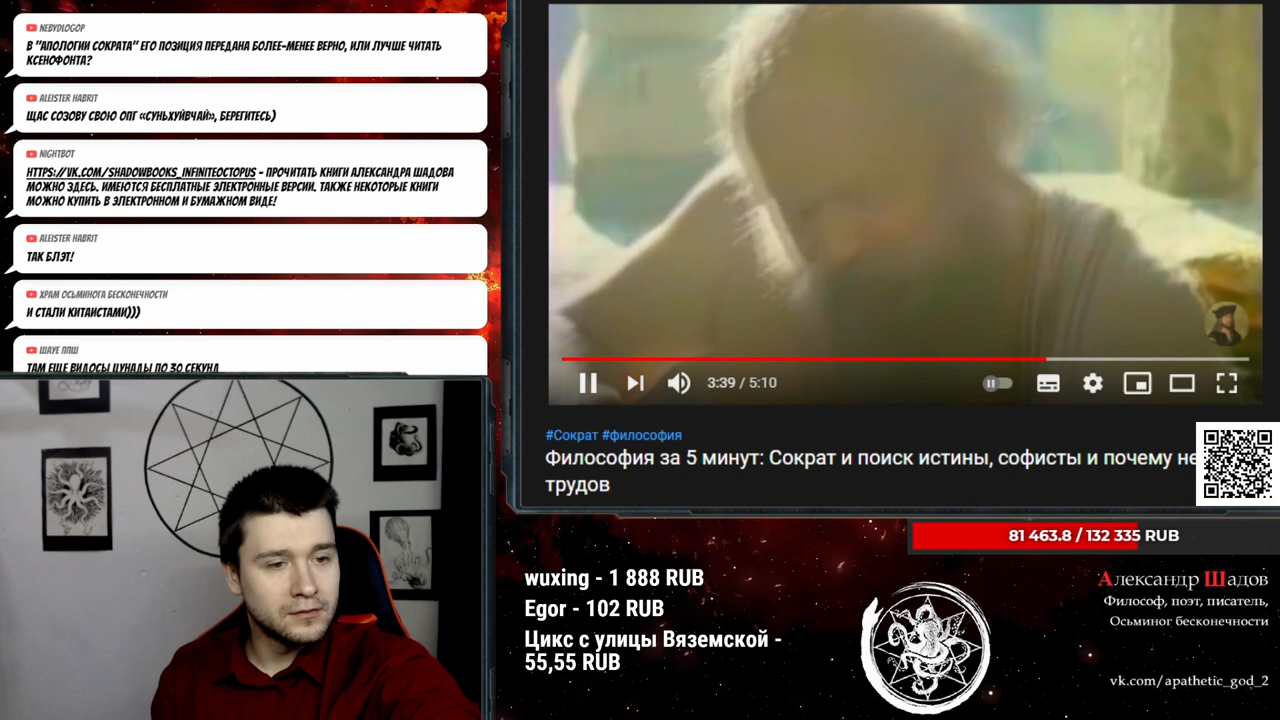 NEBYDLOGOP
В "АПОЛОГИИ СОКРАТА" ЕГО ПОЗИЦИЯ ПЕРЕДАНА БОЛЕЕ-МЕНЕЕ ВЕРНО, ИЛИ ЛУЧШЕ ЧИТАТЬ
КСЕНОФОНТА?
ALEISTER HABRIT
ЩАС СОЗОВУ СВОЮ ОПГ «СУНЬХУЙВЧАЙ», БЕРЕГИТЕСЬ)
NIGHTBOT
HTTPS://VK.COM/SHADOWBOOKS_INFINITEOCTOPUS - ПРОЧИТАТЬ КНИГИ АЛЕКСАНДРА ШАДОВА
МОЖНО ЗДЕСЬ. ИМЕЮТСЯ БЕСПЛАТНЫЕ ЭЛЕКТРОННЫЕ ВЕРСИИ. ТАКЖЕ НЕКОТОРЫЕ КНИГИ
МОЖНО КУПИТЬ В ЭЛЕКТРОННОМ И БУМАЖНОМ ВИДЕ!
ALEISTER HABRIT
ТАК БЛЭТ!
ХРАМ ОСЬМИНОГА БЕСКОНЕЧНОСТИ
И СТАЛИ КИТАИСТАМИ)))
ШАУЕ ППШ
ТАМ ЕЩЕ ВИДОСЫ ЦУНАДЫ ПО 30 СЕКУНД
3:39 / 5:10
#Сократ #философия
Философия за 5 минут: Сократ и поиск истины, софисты и почему не
трудов
81 463.8 / 132 335 RUB
wuxing - 1 888 RUB
Egor - 102 RUB
Цикс с улицы Вяземской -
55,55 RUB
Александр Шадов
Философ, поэт, писатель,
Осьминог бесконечности
vk.com/apathetic_god_2